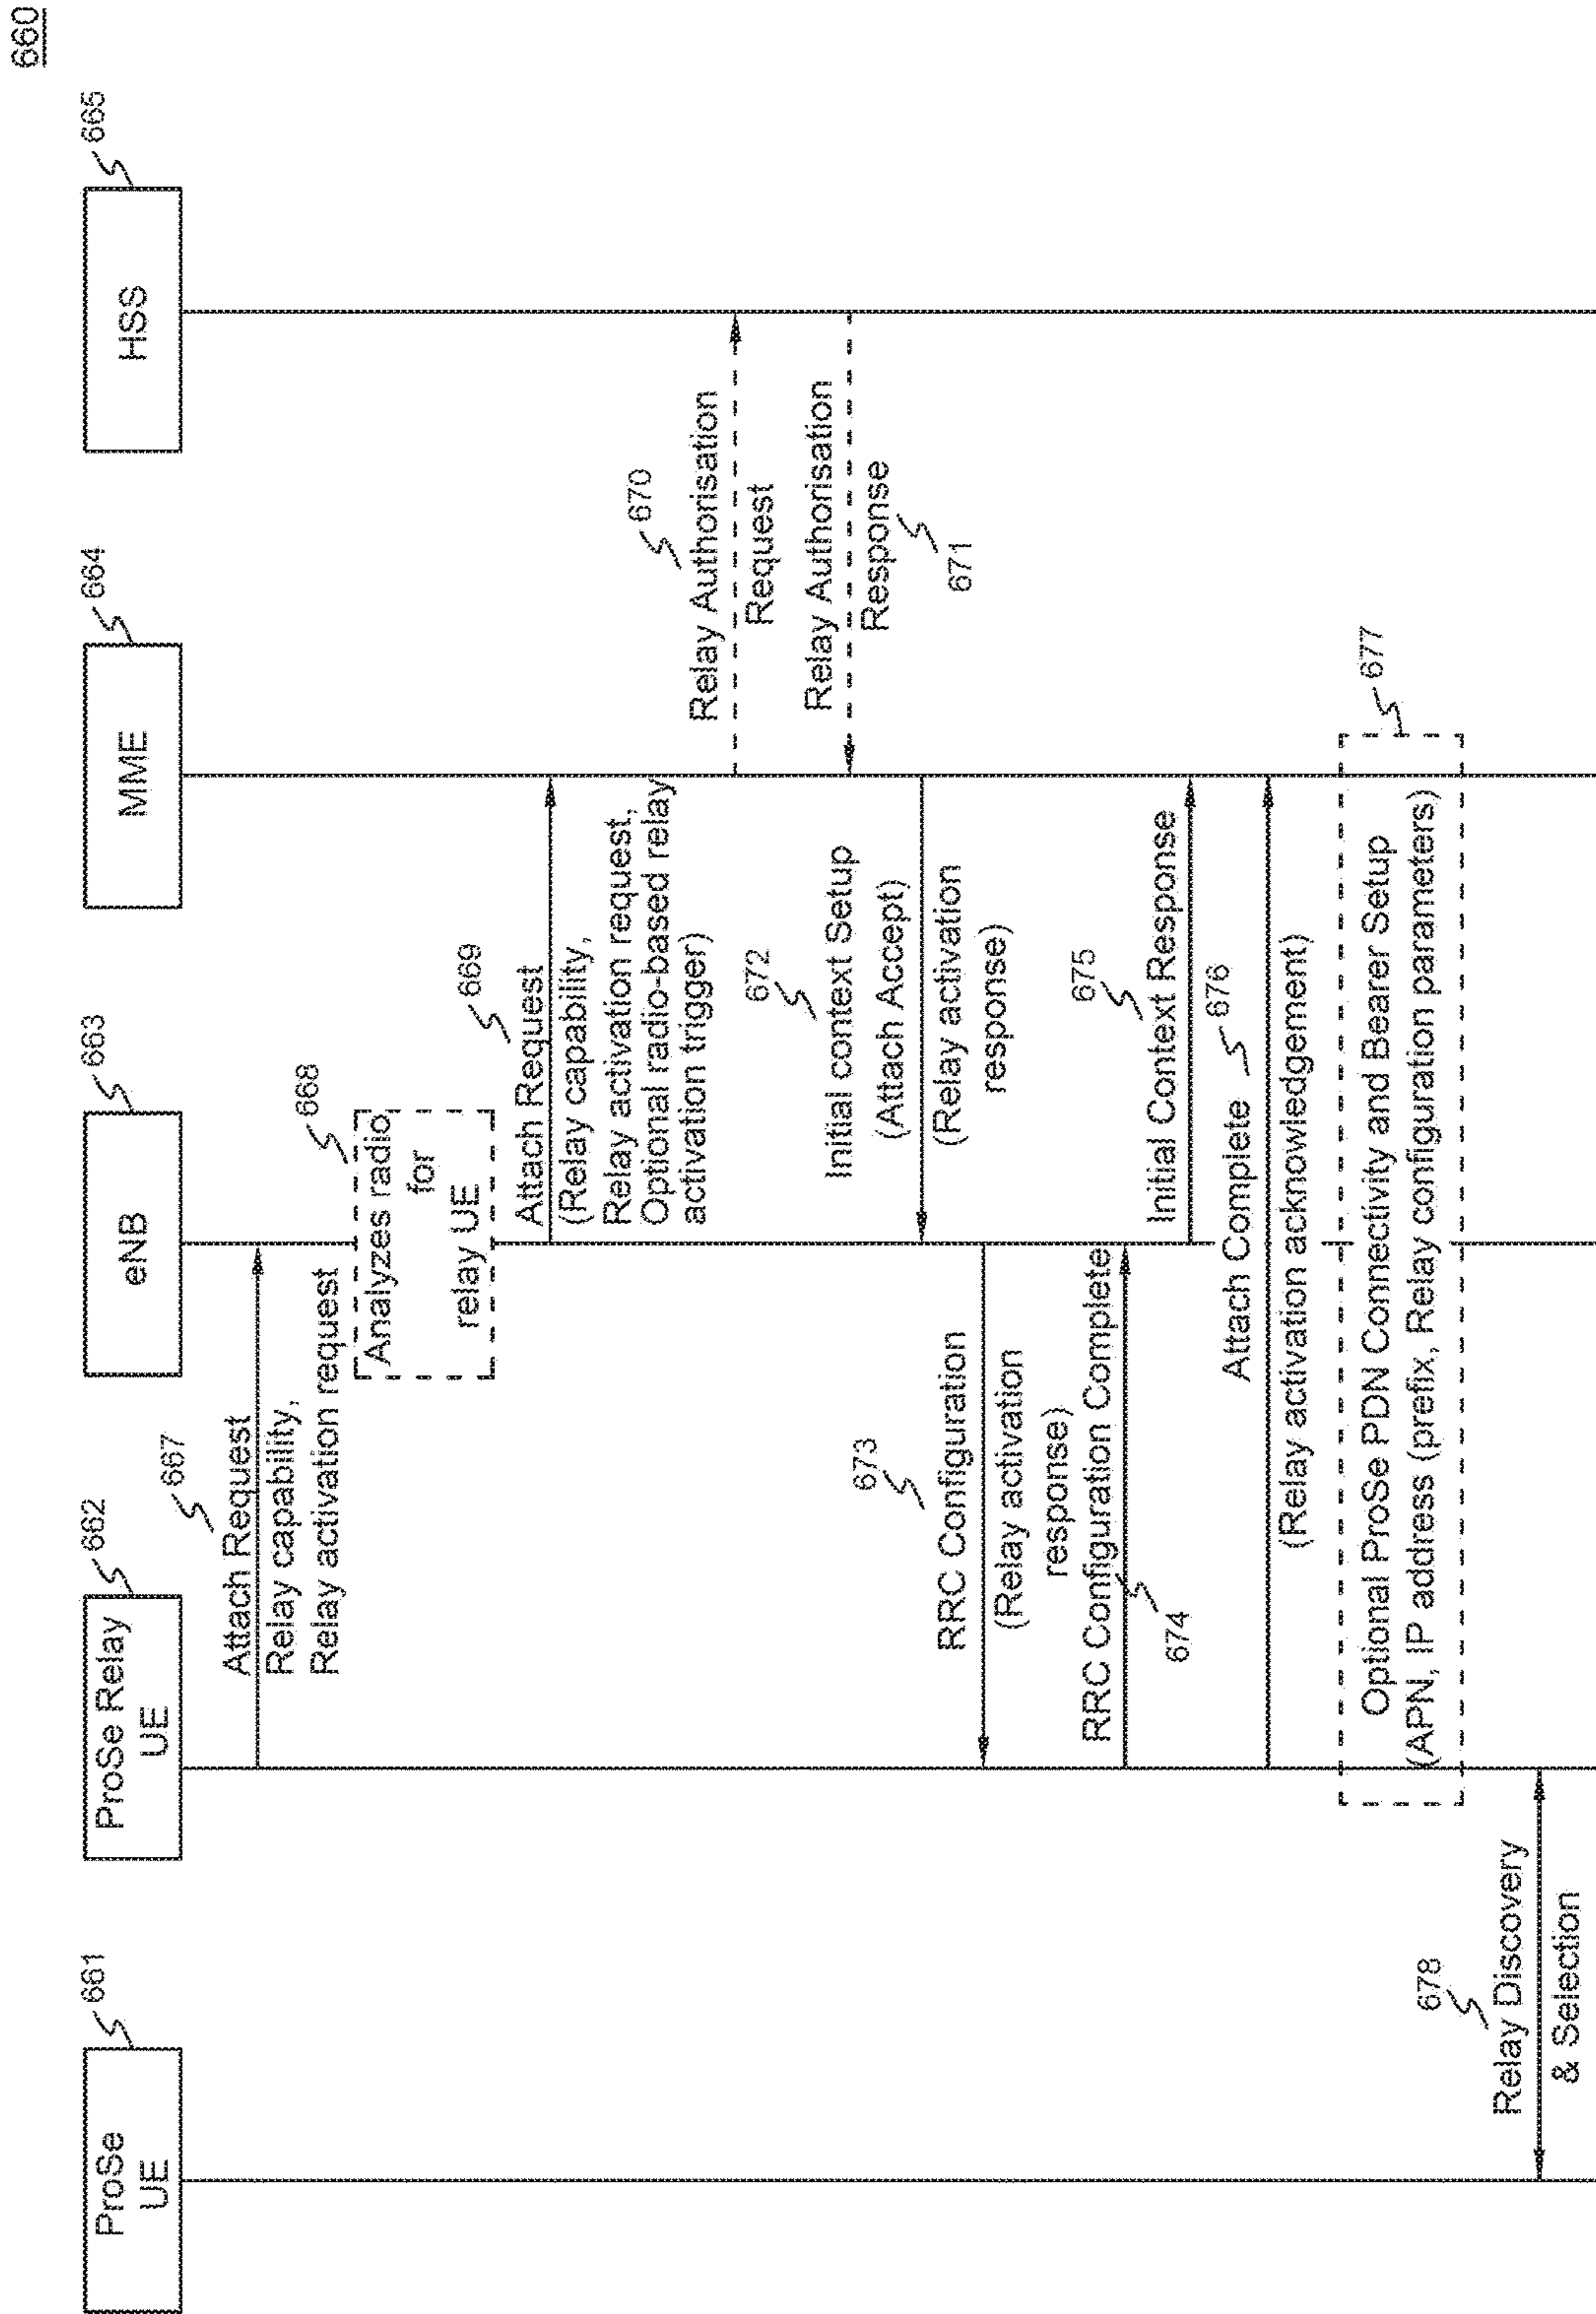 660
ProSe
UE
661
ProSe Relay
UE
662
eNB
663
MME
664
HSS
665
667
Attach Request
Relay capability,
Relay activation request
668
Analyzes radio
for
relay UE
669
Attach Request
(Relay capability,
Relay activation request,
Optional radio-based relay
activation trigger)
670
Relay Authorisation
Request
Relay Authorisation
Response
671
672
Initial context Setup
(Attach Accept)
(Relay activation
response)
673
RRC Configuration
(Relay activation
response)
RRC Configuration Complete
674
675
Initial Context Response
Attach Complete
676
(Relay activation acknowledgement)
677
Optional ProSe PDN Connectivity and Bearer Setup
(APN, IP address (prefix, Relay configuration parameters)
678
Relay Discovery
& Selection